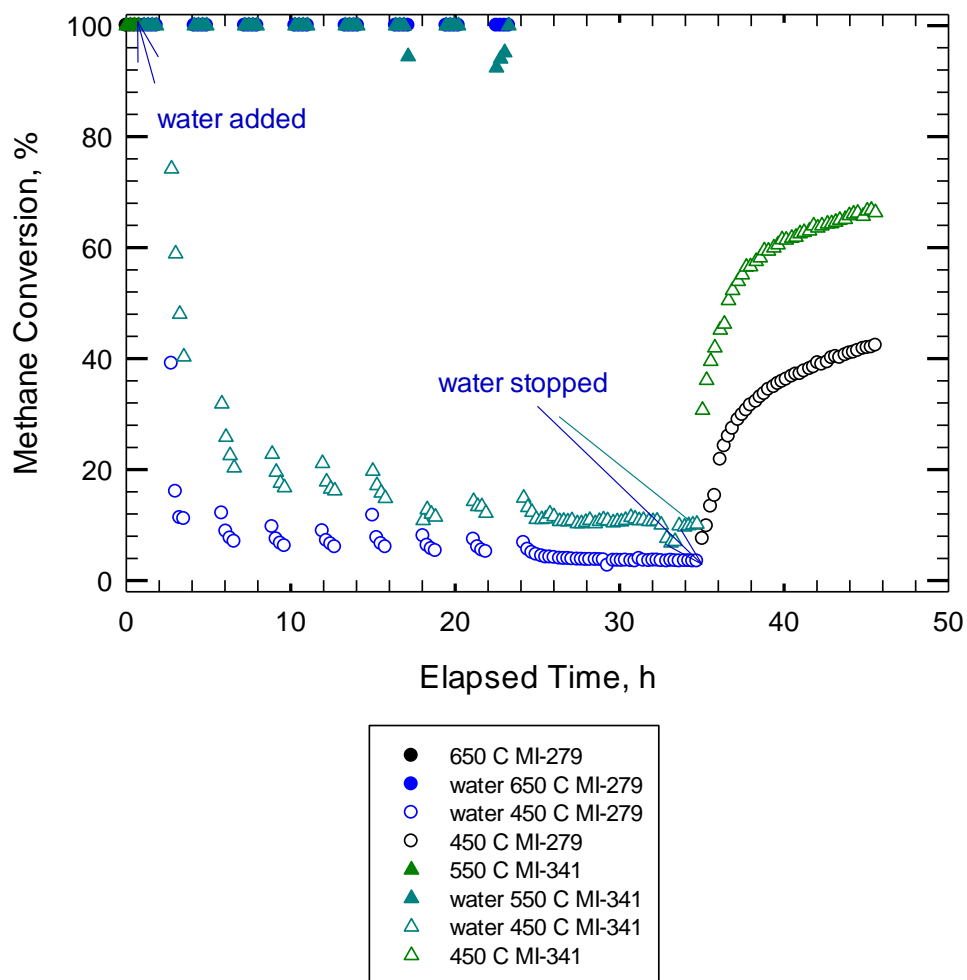 100
80
60
40
20
0
Methane Conversion, %
water added
water stopped
0 10 20 30 40 50
Elapsed Time, h
650 C MI-279
water 650 C MI-279
water 450 C MI-279
450 C MI-279
550 C MI-341
water 550 C MI-341
water 450 C MI-341
450 C MI-341